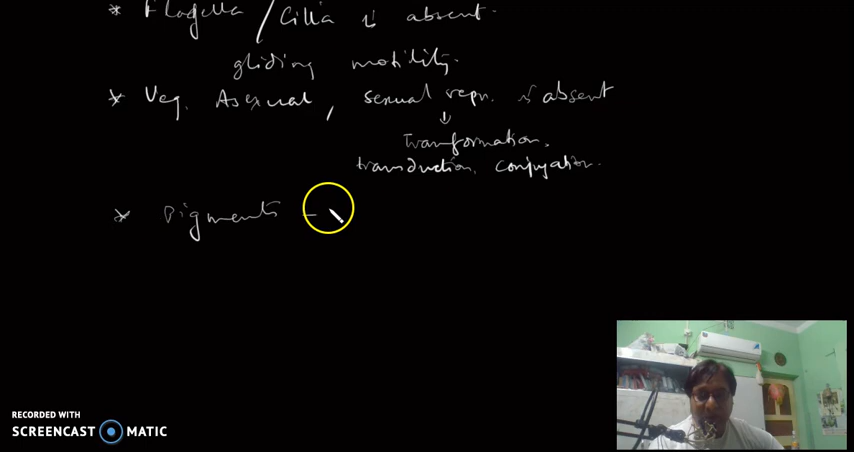 * Flagella / Cilia is absent.
gliding motility.
* Veg. Asexual, sexual repr. is absent
↓
Transformation,
transduction, conjugation.
* Pigments –
RECORDED WITH
SCREENCAST MATIC